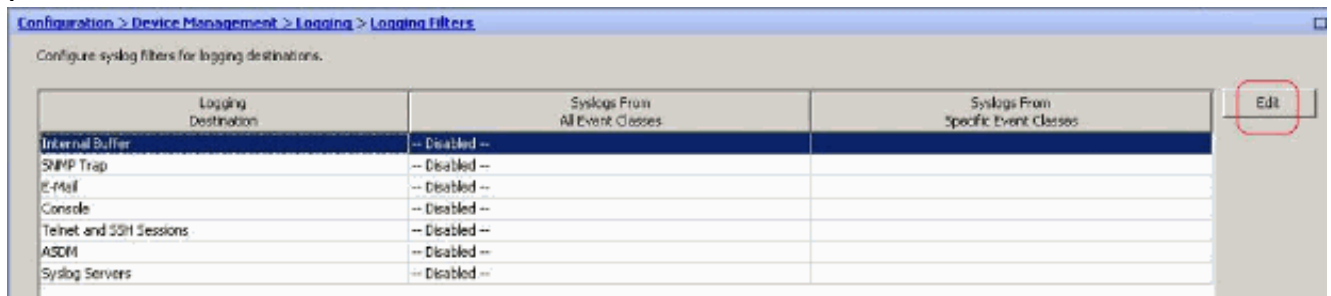 Configuration > Device Management > Logging > Logging Filters
Configure syslog filters for logging destinations.
Logging Destination Syslogs From All Event Classes Syslogs From Specific Event Classes Edit
Internal Buffer -- Disabled --
SNMP Trap -- Disabled --
E-Mail -- Disabled --
Console -- Disabled --
Telnet and SSH Sessions -- Disabled --
ASDM -- Disabled --
Syslog Servers -- Disabled --